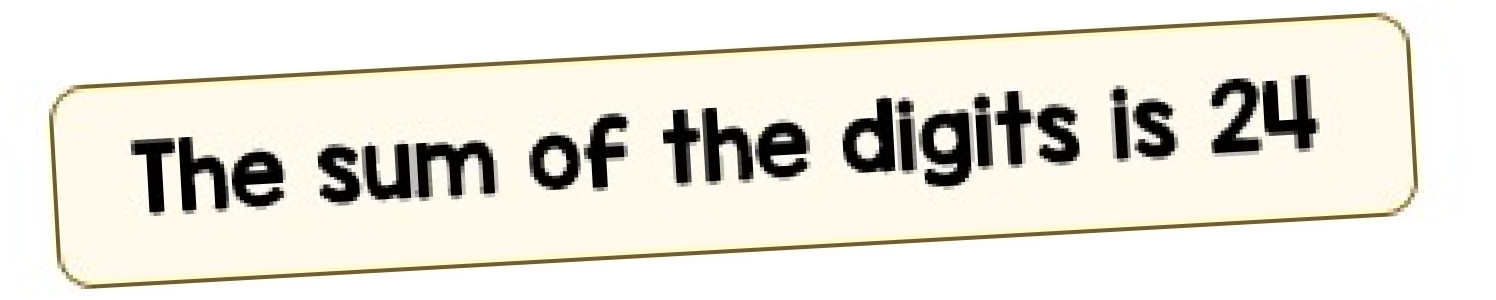 The sum of the digits is 24